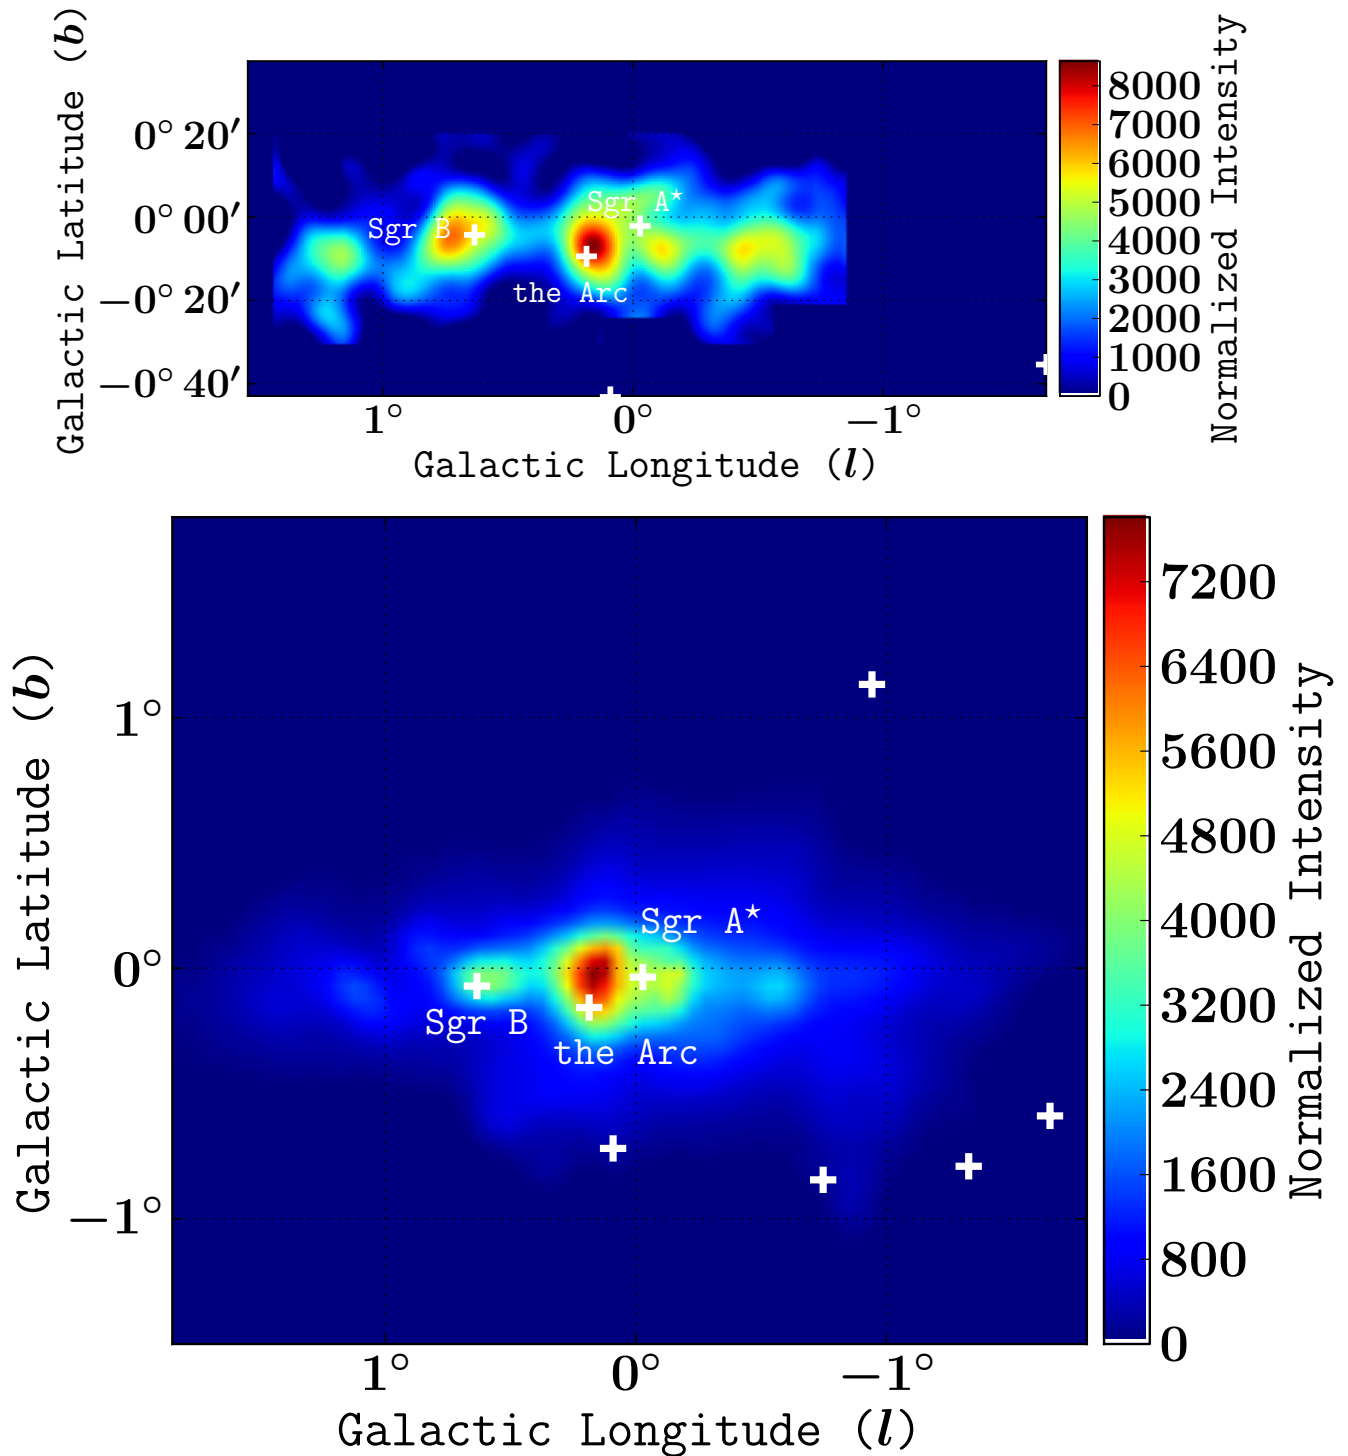 Galactic Latitude (b)
0° 20′
0° 00′
−0° 20′
−0° 40′
Sgr B
Sgr A⋆
the Arc
1°
0°
−1°
Galactic Longitude (l)
8000
7000
6000
5000
4000
3000
2000
1000
0
Normalized Intensity
Galactic Latitude (b)
1°
0°
−1°
Sgr A⋆
Sgr B
the Arc
1°
0°
−1°
Galactic Longitude (l)
7200
6400
5600
4800
4000
3200
2400
1600
800
0
Normalized Intensity